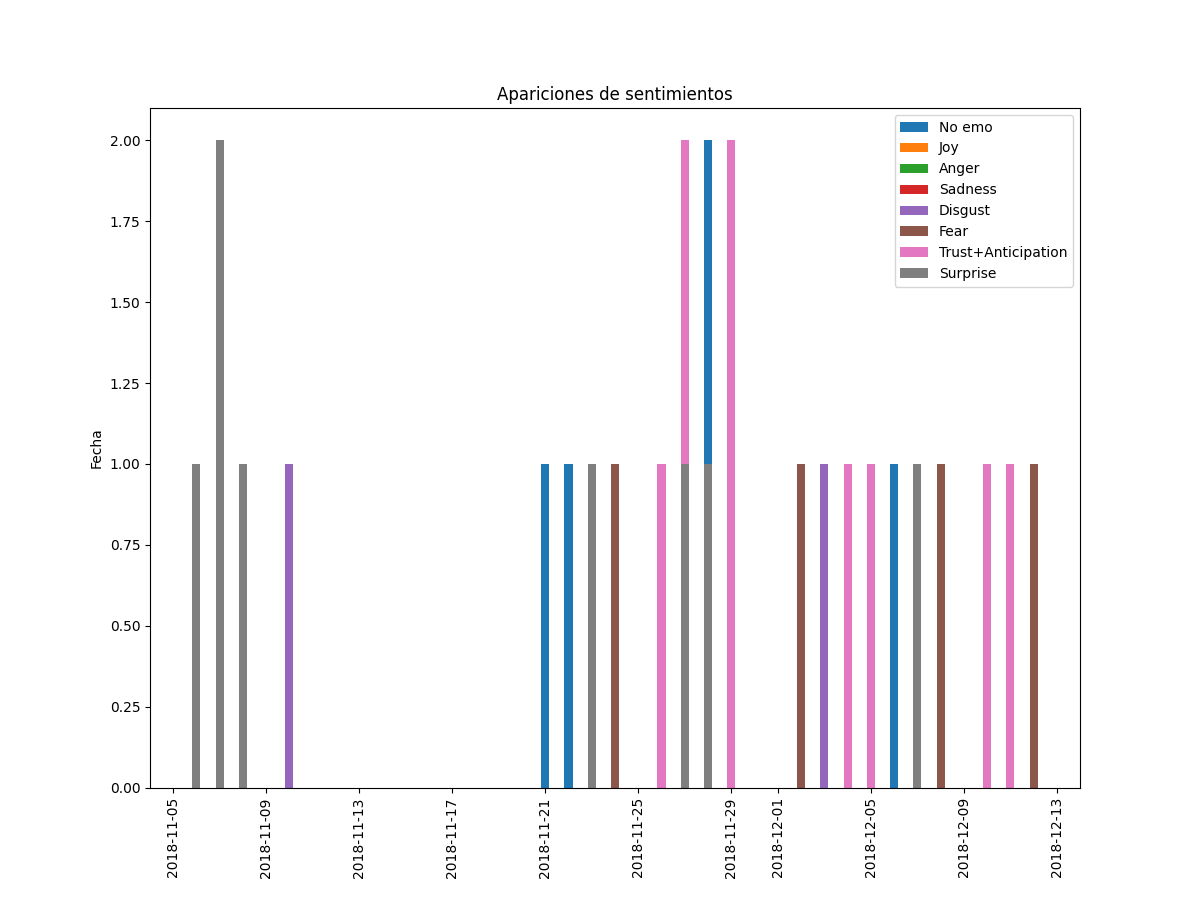 Apariciones de sentimientos
No emo
Joy
Anger
Sadness
Disgust
Fear
Trust+Anticipation
Surprise
Fecha
2.00
1.75
1.50
1.25
1.00
0.75
0.50
0.25
0.00
2018-11-05
2018-11-09
2018-11-13
2018-11-17
2018-11-21
2018-11-25
2018-11-29
2018-12-01
2018-12-05
2018-12-09
2018-12-13